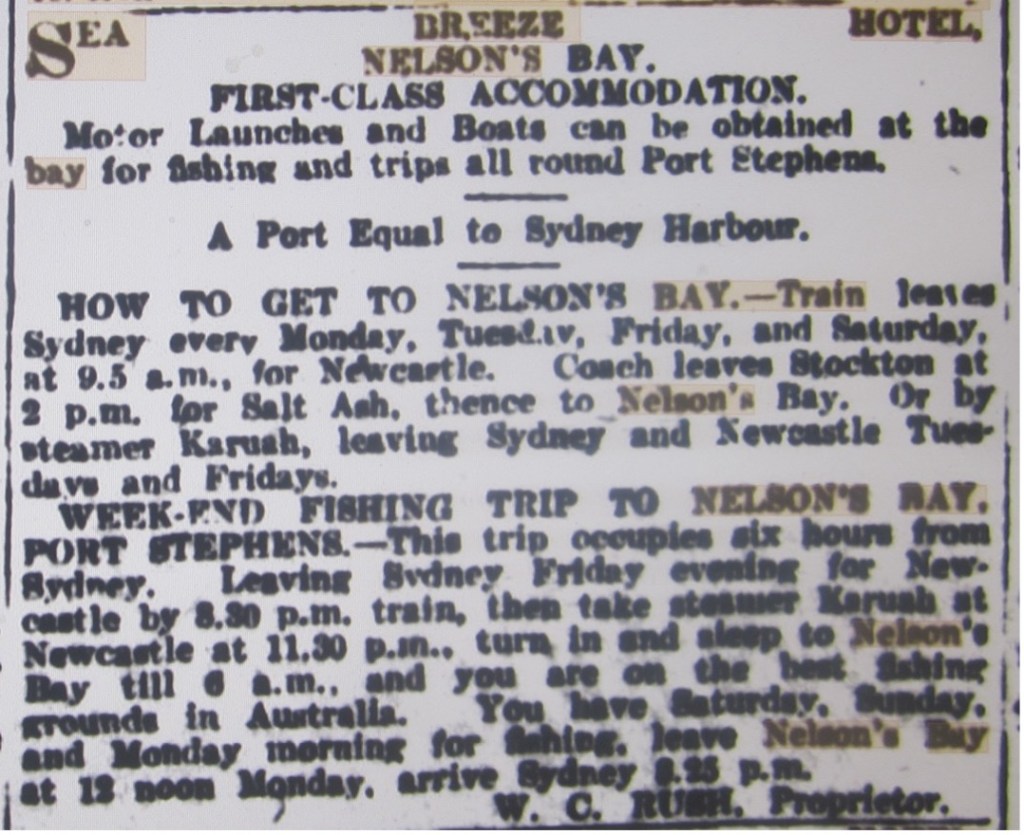 SEA BREEZE HOTEL,
NELSON'S BAY.
FIRST-CLASS ACCOMMODATION.
Motor Launches and Boats can be obtained at the
bay for fishing and trips all round Port Stephens.
A Port Equal to Sydney Harbour.
HOW TO GET TO NELSON'S BAY.—Train leaves
Sydney every Monday, Tuesday, Friday, and Saturday,
at 9.5 a.m., for Newcastle. Coach leaves Stockton at
2 p.m. for Salt Ash, thence to Nelson's Bay. Or by
steamer Karuah, leaving Sydney and Newcastle Tues-
days and Fridays.
WEEK-END FISHING TRIP TO NELSON'S BAY,
PORT STEPHENS.—This trip occupies six hours from
Sydney. Leaving Sydney Friday evening for New-
castle by 8.30 p.m. train, then take steamer Karuah at
Newcastle at 11.30 p.m., turn in and sleep to Nelson's
Bay till 6 a.m., and you are on the best fishing
grounds in Australia. You have Saturday, Sunday,
and Monday morning for fishing, leave Nelson's Bay
at 12 noon Monday, arrive Sydney p.m.
W. C. RUSH, Proprietor.